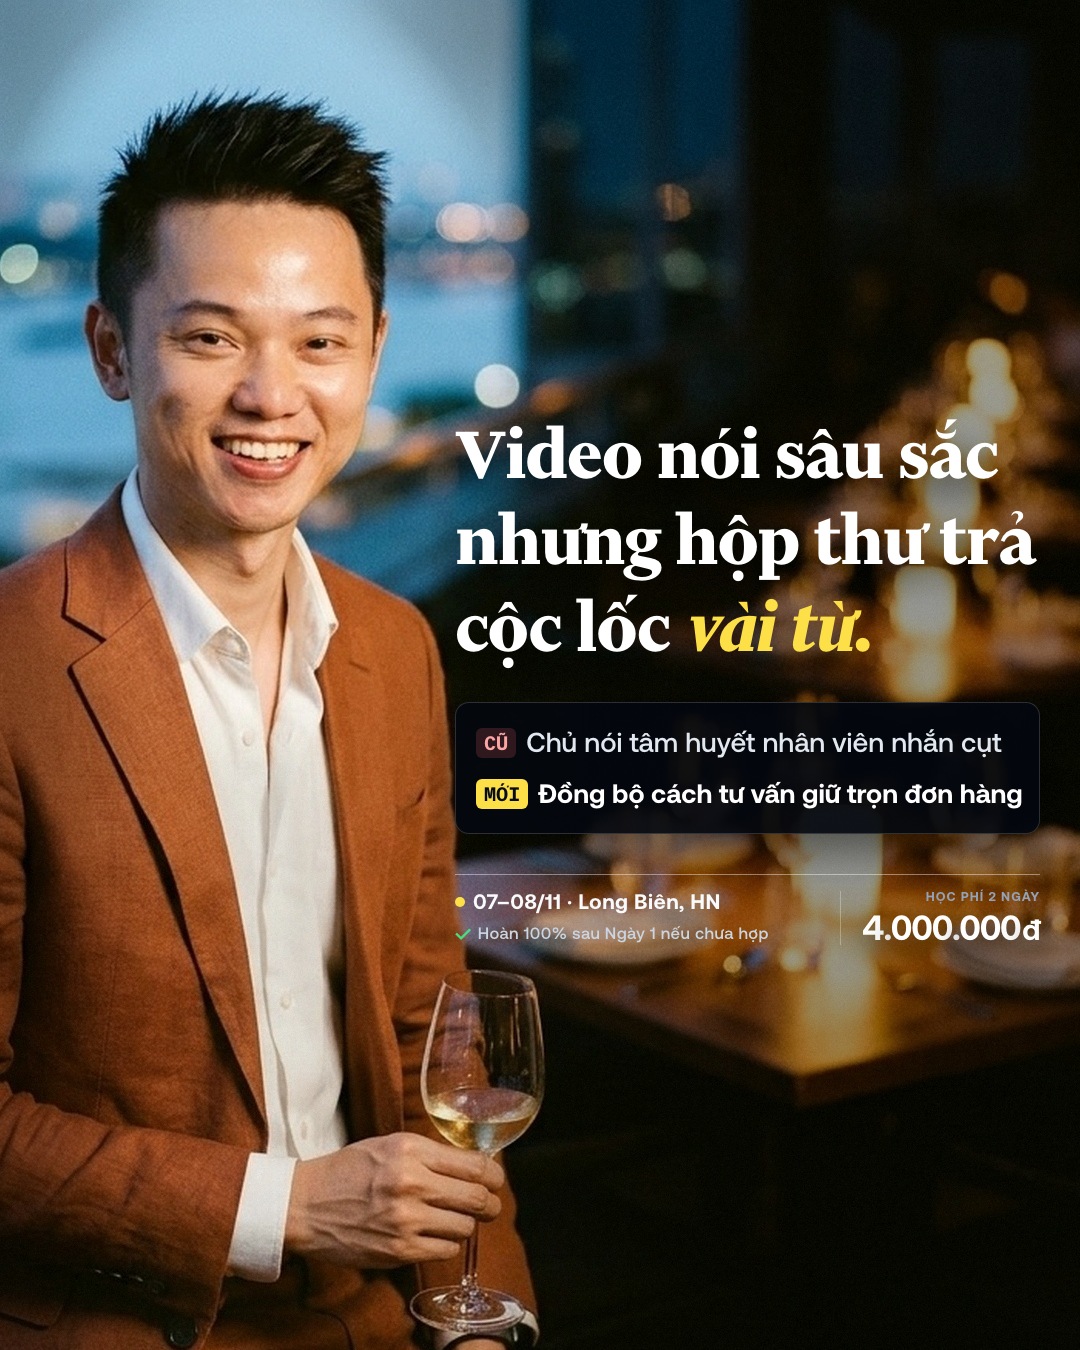 Video nói sâu sắc
nhưng hộp thư trả
cộc lốc vài từ.
CŨ Chủ nói tâm huyết nhân viên nhắn cụt
MỚI Đồng bộ cách tư vấn giữ trọn đơn hàng
07–08/11 · Long Biên, HN
Hoàn 100% sau Ngày 1 nếu chưa hợp
HỌC PHÍ 2 NGÀY
4.000.000đ